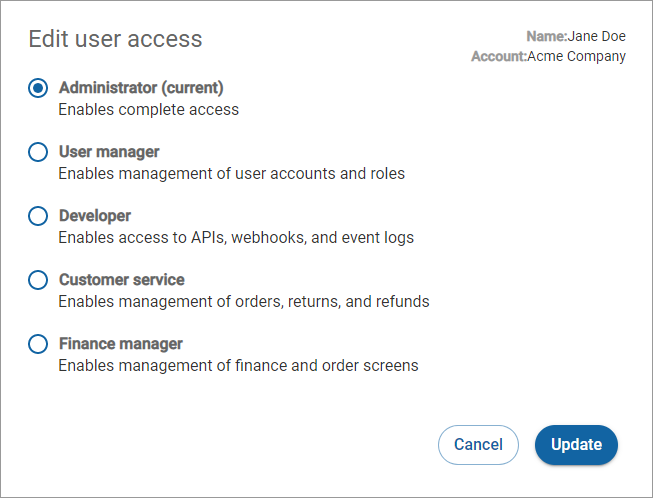 Edit user access
Name:Jane Doe
Account:Acme Company
Administrator (current)
Enables complete access
User manager
Enables management of user accounts and roles
Developer
Enables access to APIs, webhooks, and event logs
Customer service
Enables management of orders, returns, and refunds
Finance manager
Enables management of finance and order screens
Cancel
Update